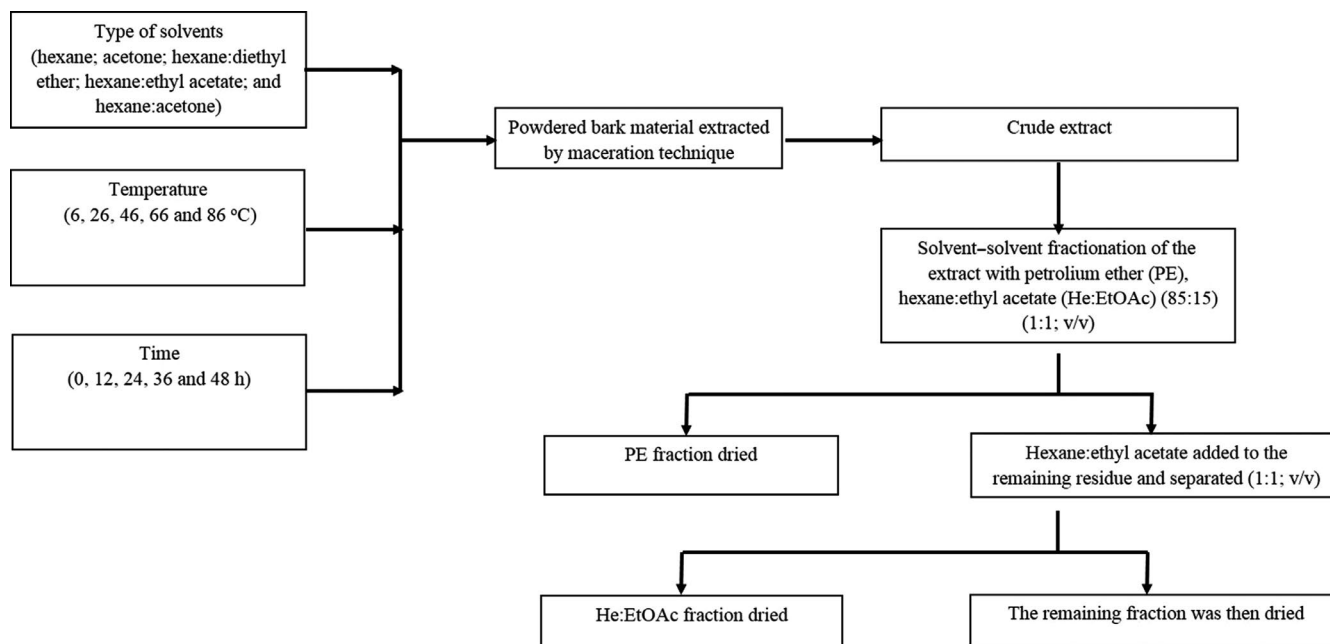 Type of solvents
(hexane; acetone; hexane:diethyl
ether; hexane:ethyl acetate; and
hexane:acetone)
Temperature
(6, 26, 46, 66 and 86 °C)
Time
(0, 12, 24, 36 and 48 h)
Powdered bark material extracted
by maceration technique
Crude extract
Solvent–solvent fractionation of the
extract with petrolium ether (PE),
hexane:ethyl acetate (He:EtOAc) (85:15)
(1:1; v/v)
PE fraction dried
Hexane:ethyl acetate added to the
remaining residue and separated (1:1; v/v)
He:EtOAc fraction dried
The remaining fraction was then dried